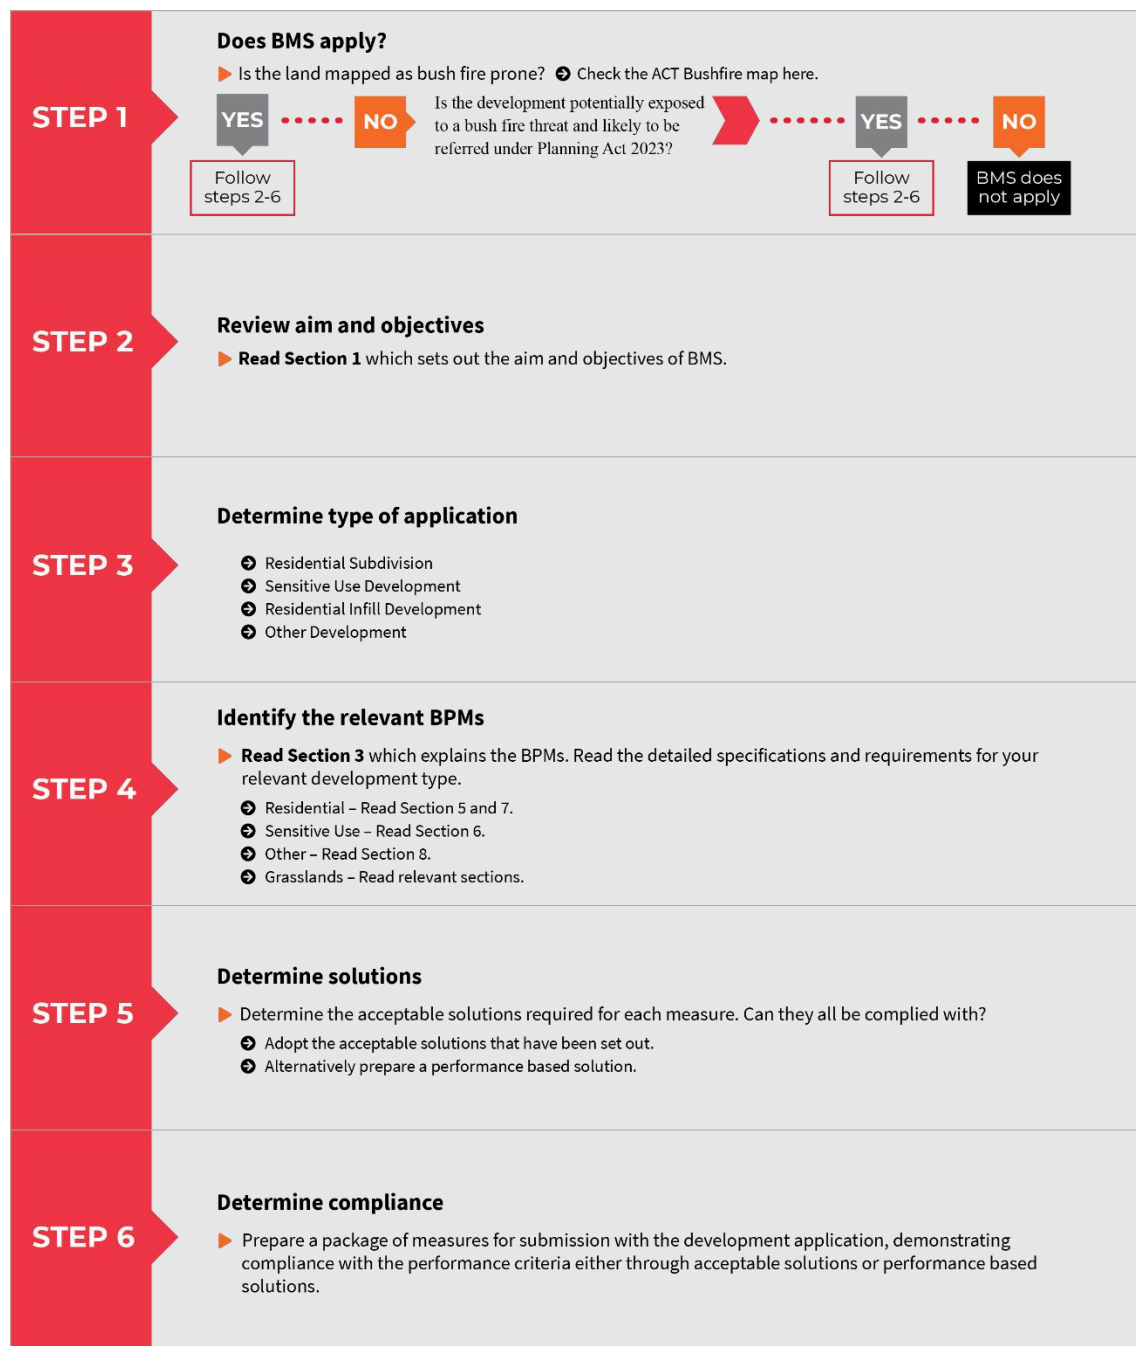 STEP 1
Does BMS apply?
Is the land mapped as bush fire prone? Check the ACT Bushfire map here.
YES
NO
Is the development potentially exposed
to a bush fire threat and likely to be
referred under Planning Act 2023?
YES
NO
Follow
steps 2-6
Follow
steps 2-6
BMS does
not apply
STEP 2
Review aim and objectives
Read Section 1 which sets out the aim and objectives of BMS.
STEP 3
Determine type of application
Residential Subdivision
Sensitive Use Development
Residential Infill Development
Other Development
STEP 4
Identify the relevant BPMs
Read Section 3 which explains the BPMs. Read the detailed specifications and requirements for your
relevant development type.
Residential – Read Section 5 and 7.
Sensitive Use – Read Section 6.
Other – Read Section 8.
Grasslands – Read relevant sections.
STEP 5
Determine solutions
Determine the acceptable solutions required for each measure. Can they all be complied with?
Adopt the acceptable solutions that have been set out.
Alternatively prepare a performance based solution.
STEP 6
Determine compliance
Prepare a package of measures for submission with the development application, demonstrating
compliance with the performance criteria either through acceptable solutions or performance based
solutions.